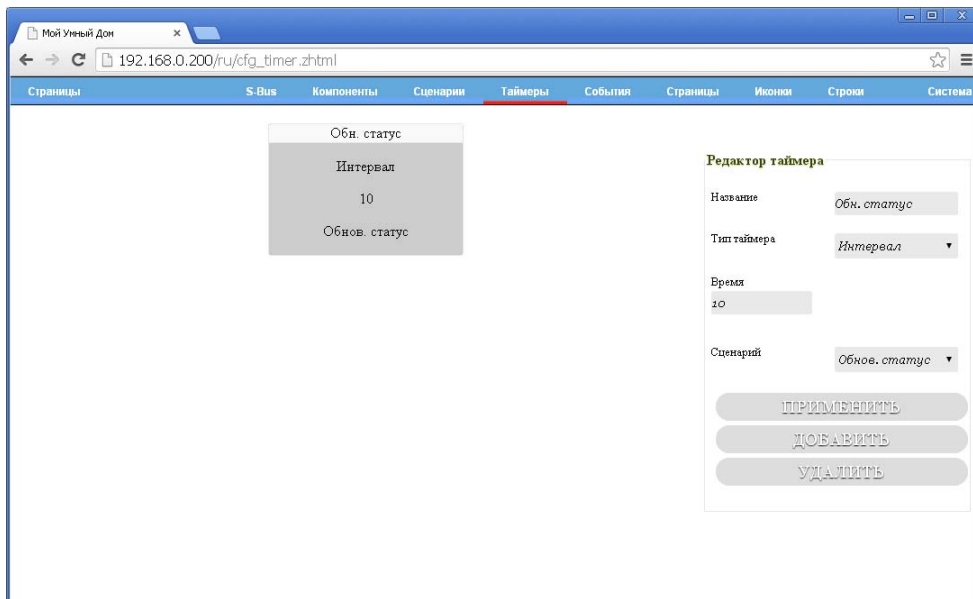 Мой Умный Дом
192.168.0.200/ru/cfg_timer.zhtml
Страницы S-Bus Компоненты Сценарии Таймеры События Страницы Иконки Строки Система
Обн. статус
Интервал
10
Обнов. статус
Редактор таймера
Название Обн. статус
Тип таймера Интервал
Время
10
Сценарий Обнов. статус
ПРИМЕНИТЬ
ДОБАВИТЬ
УДАЛИТЬ